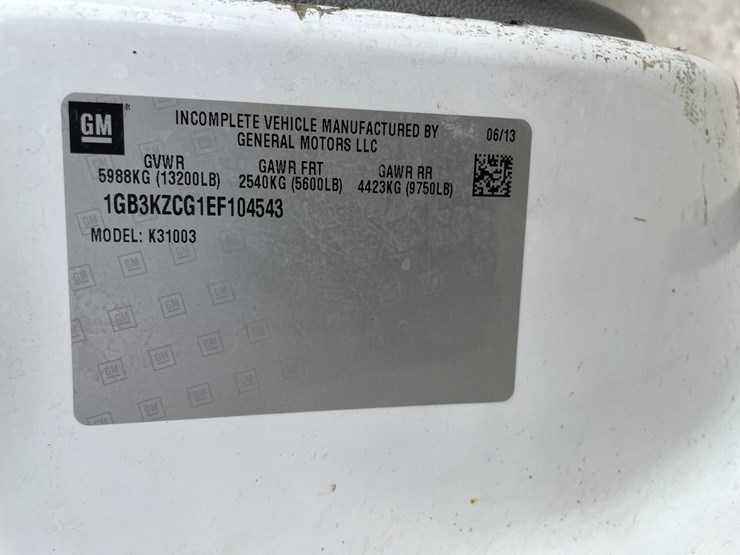 GM
INCOMPLETE VEHICLE MANUFACTURED BY
GENERAL MOTORS LLC
06/13
GVWR GAWR FRT GAWR RR
5988KG (13200LB) 2540KG (5600LB) 4423KG (9750LB)
1GB3KZCG1EF104543
MODEL: K31003